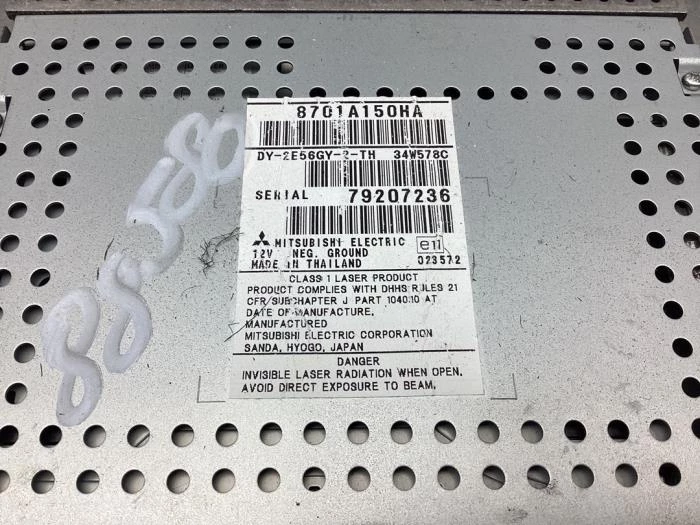 8701A150HA
DY-2E56GY-2-TH 34W578C
SERIAL 79207236
MITSUBISHI ELECTRIC e11
12V NEG. GROUND 023572
MADE IN THAILAND
CLASS 1 LASER PRODUCT
PRODUCT COMPLIES WITH DHHS RULES 21
CFR/SUBCHAPTER J PART 1040.10 AT
DATE OF MANUFACTURE.
MANUFACTURED
MITSUBISHI ELECTRIC CORPORATION
SANDA, HYOGO, JAPAN
DANGER
INVISIBLE LASER RADIATION WHEN OPEN.
AVOID DIRECT EXPOSURE TO BEAM.